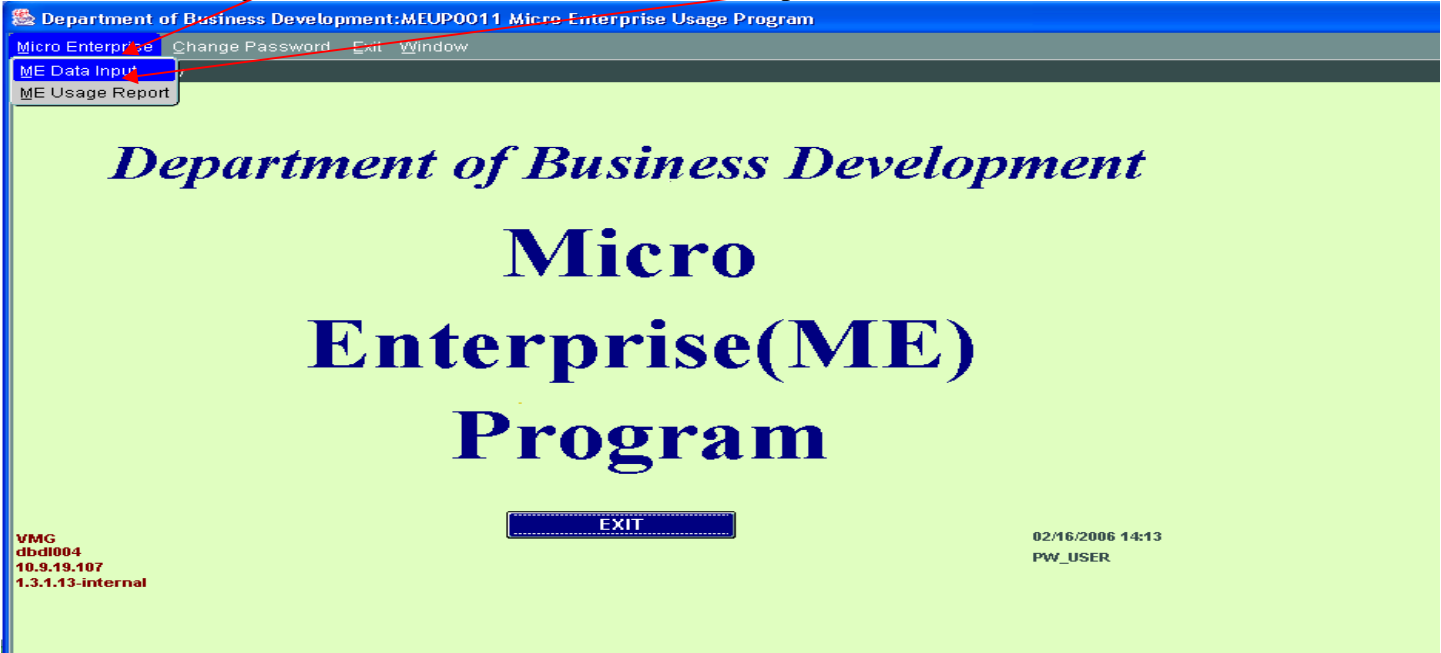 Department of Business Development:MEUP0011 Micro Enterprise Usage Program
Micro Enterprise Change Password Exit Window
ME Data Input
ME Usage Report
Department of Business Development
Micro
Enterprise(ME)
Program
EXIT
VMG
dbdl004
10.9.19.107
1.3.1.13-internal
02/16/2006 14:13
PW_USER